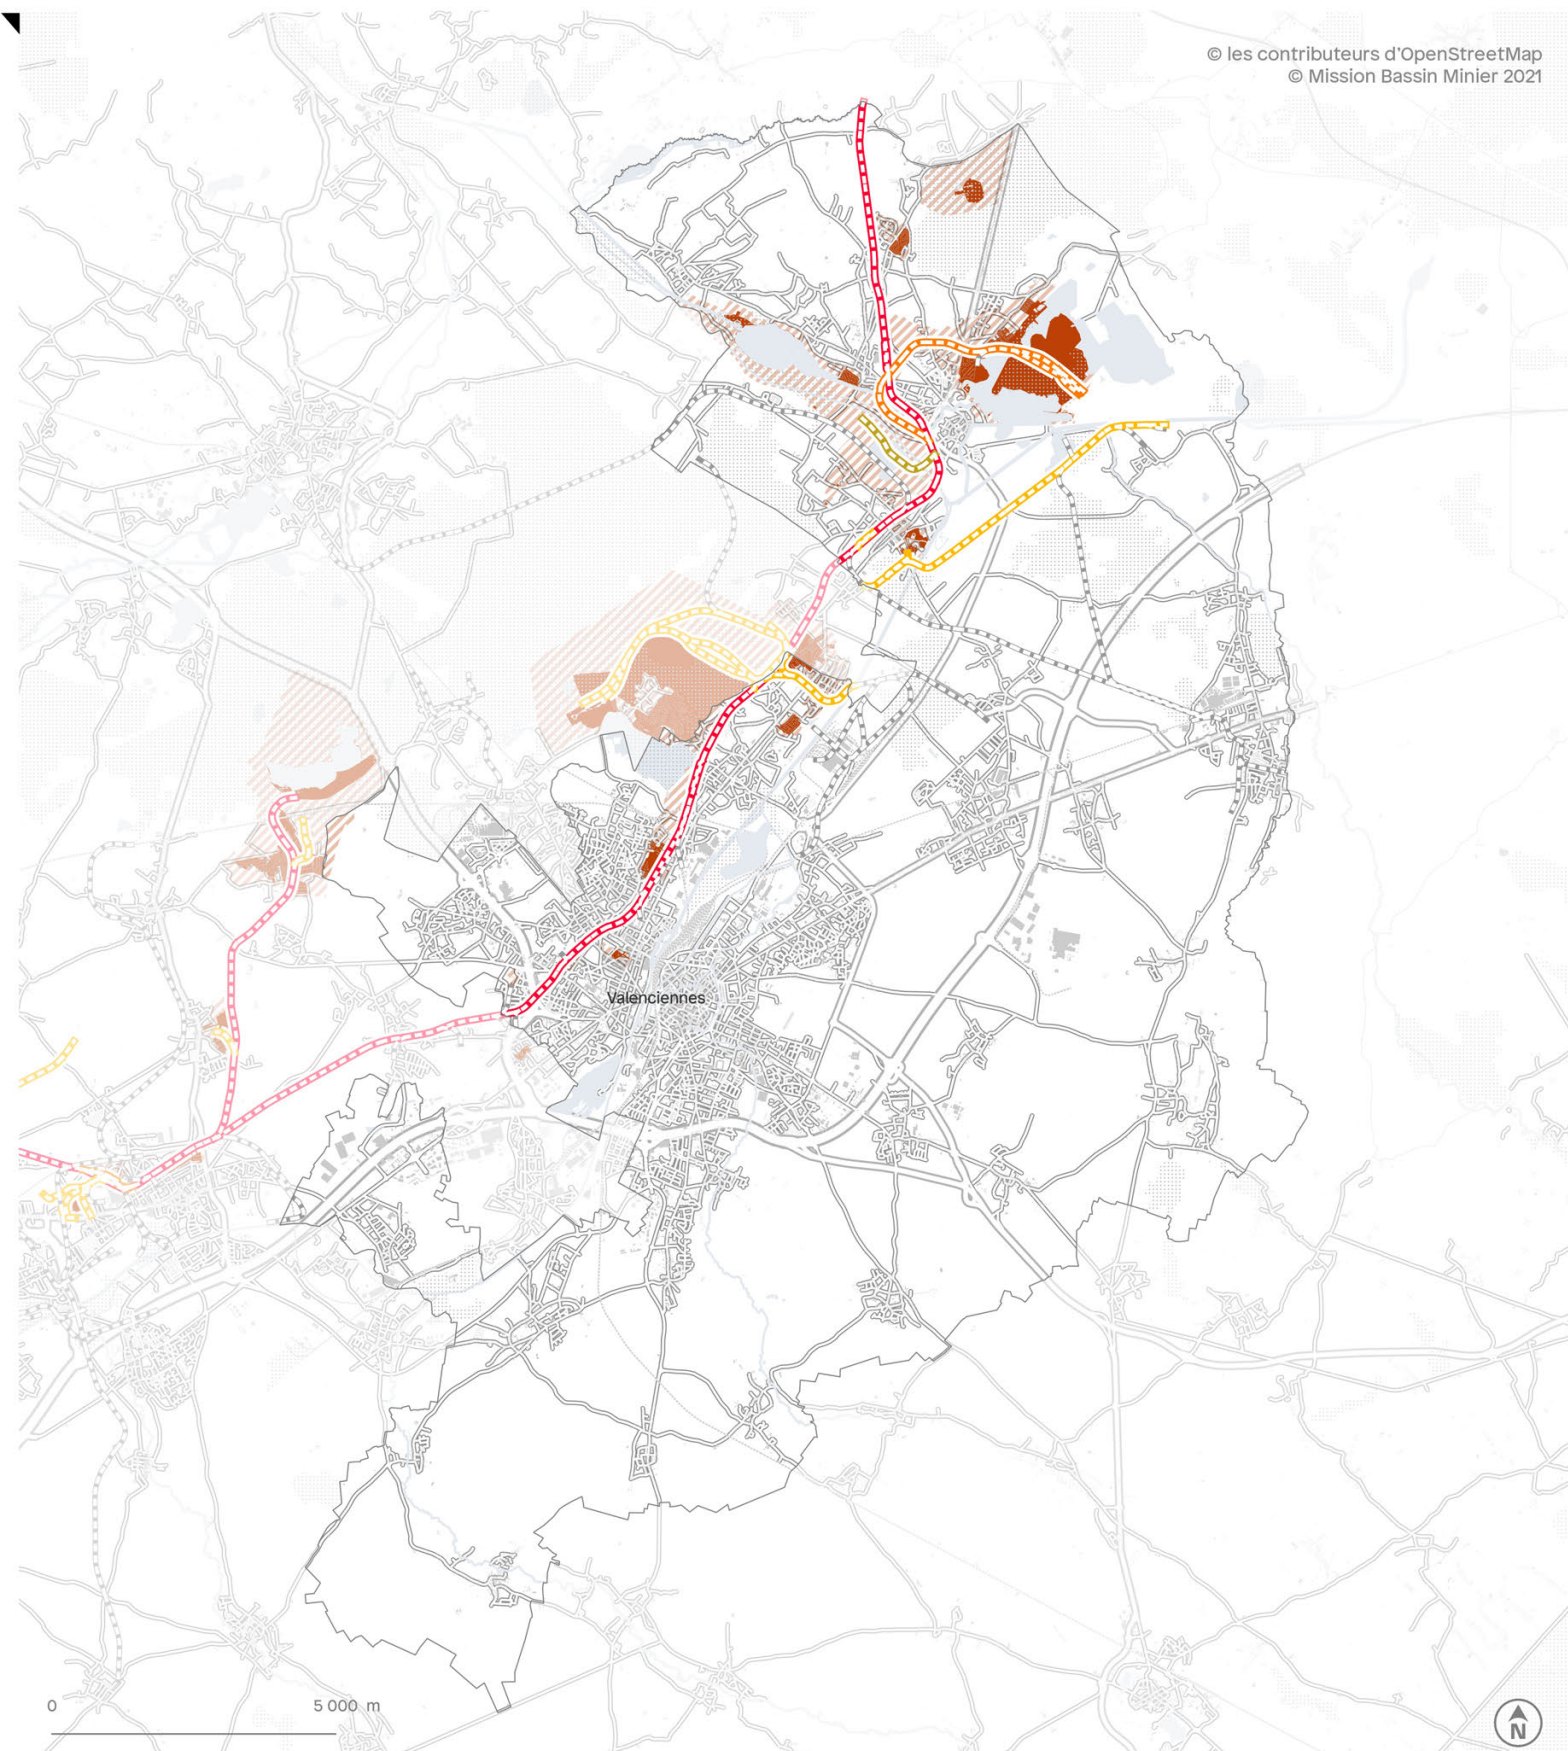 © les contributeurs d'OpenStreetMap
© Mission Bassin Minier 2021
Valenciennes
0 5 000 m
N